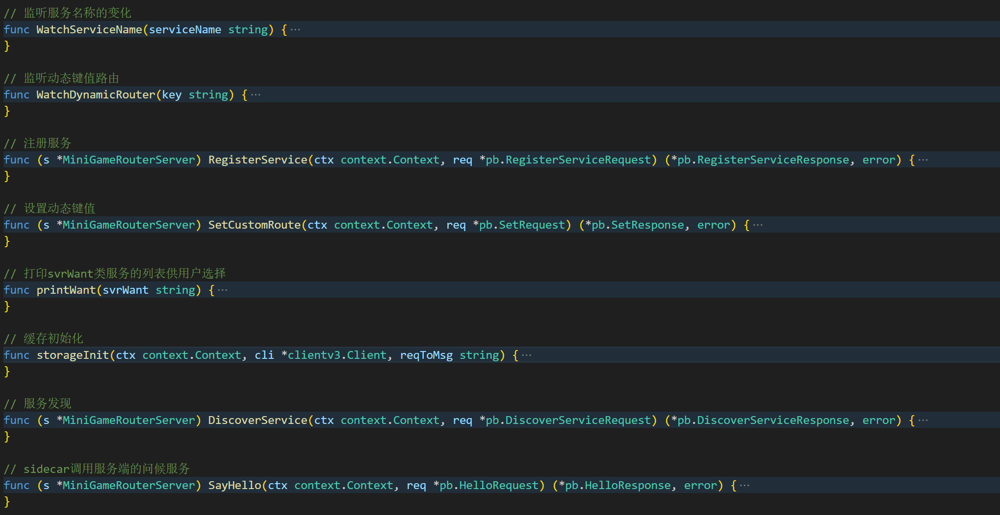 // 监听服务名称的变化
func WatchServiceName(serviceName string) {···
}
// 监听动态键值路由
func WatchDynamicRouter(key string) {···
}
// 注册服务
func (s *MiniGameRouterServer) RegisterService(ctx context.Context, req *pb.RegisterServiceRequest) (*pb.RegisterServiceResponse, error) {···
}
// 设置动态键值
func (s *MiniGameRouterServer) SetCustomRoute(ctx context.Context, req *pb.SetRequest) (*pb.SetResponse, error) {···
}
// 打印svrWant类服务的列表供用户选择
func printWant(svrWant string) {···
}
// 缓存初始化
func storageInit(ctx context.Context, cli *clientv3.Client, reqToMsg string) {···
}
// 服务发现
func (s *MiniGameRouterServer) DiscoverService(ctx context.Context, req *pb.DiscoverServiceRequest) (*pb.DiscoverServiceResponse, error) {···
}
// sidecar调用服务端的问候服务
func (s *MiniGameRouterServer) SayHello(ctx context.Context, req *pb.HelloRequest) (*pb.HelloResponse, error) {···
}